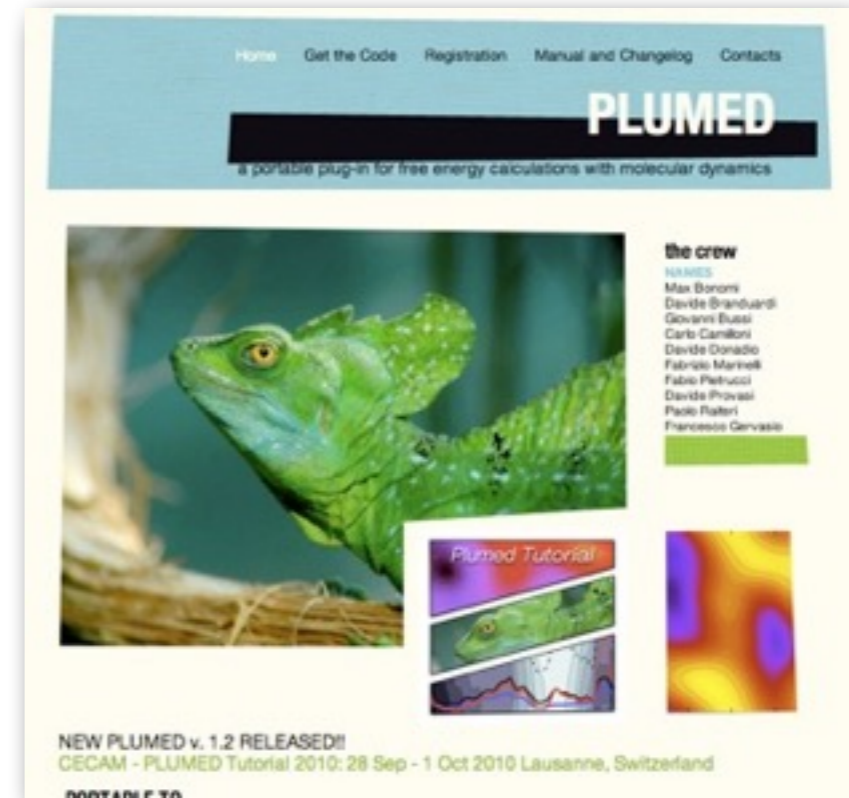 Home Get the Code Registration Manual and Changelog Contacts
PLUMED
a portable plug-in for free energy calculations with molecular dynamics
the crew
NAMES
Max Bonomi
Davide Branduardi
Giovanni Bussi
Carlo Camilloni
Davide Donadio
Fabrizio Marinelli
Fabio Pietrucci
Davide Provasi
Paolo Raiteri
Francesco Gervasio
Plumed Tutorial
NEW PLUMED v. 1.2 RELEASED!!
CECAM - PLUMED Tutorial 2010: 28 Sep - 1 Oct 2010 Lausanne, Switzerland
PORTABLE TO